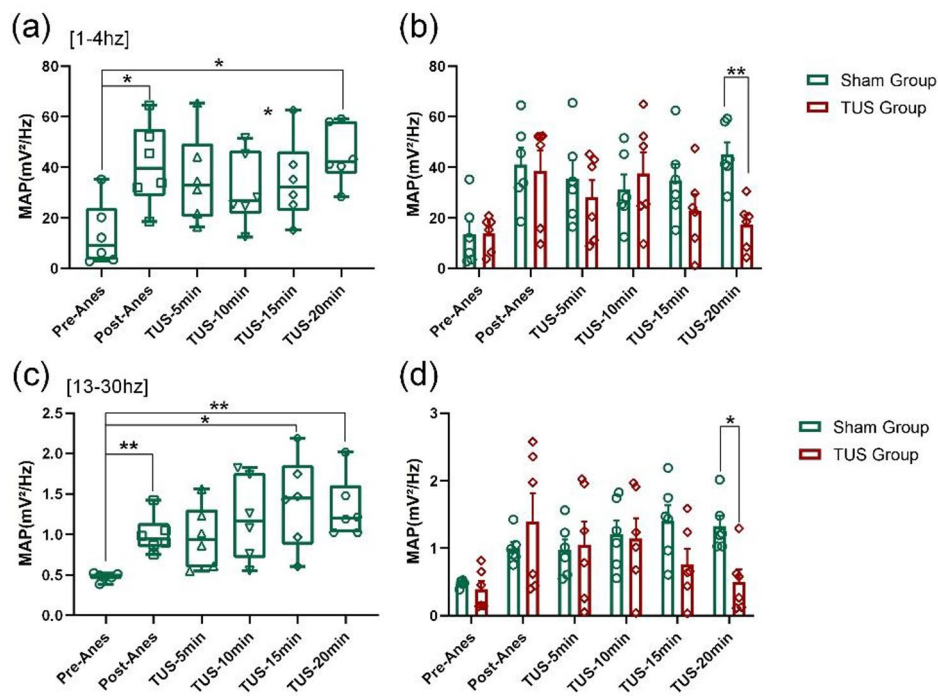 (a)
[1-4hz]
MAP(mV²/Hz)
80
60
40
20
0
*
*
*
Pre-Anes
Post-Anes
TUS-5min
TUS-10min
TUS-15min
TUS-20min
(b)
MAP(mV²/Hz)
80
60
40
20
0
**
Pre-Anes
Post-Anes
TUS-5min
TUS-10min
TUS-15min
TUS-20min
Sham Group
TUS Group
(c)
[13-30hz]
MAP(mV²/Hz)
2.5
2.0
1.5
1.0
0.5
0.0
**
*
**
Pre-Anes
Post-Anes
TUS-5min
TUS-10min
TUS-15min
TUS-20min
(d)
MAP(mV²/Hz)
3
2
1
0
*
Pre-Anes
Post-Anes
TUS-5min
TUS-10min
TUS-15min
TUS-20min
Sham Group
TUS Group